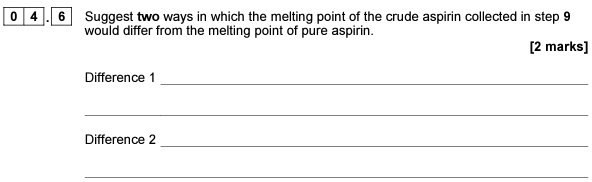 0 4 . 6 Suggest two ways in which the melting point of the crude aspirin collected in step 9
would differ from the melting point of pure aspirin.
[2 marks]
Difference 1
Difference 2